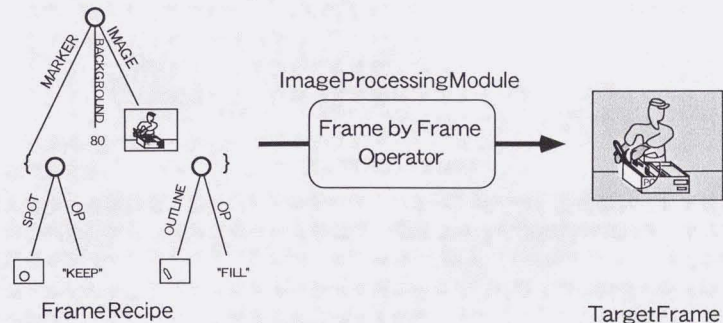 MARKER
BACKGROUND
IMAGE
80
{
}
SPOT
OP
OUTLINE
OP
"KEEP"
"FILL"
FrameRecipe
ImageProcessingModule
Frame by Frame
Operator
TargetFrame